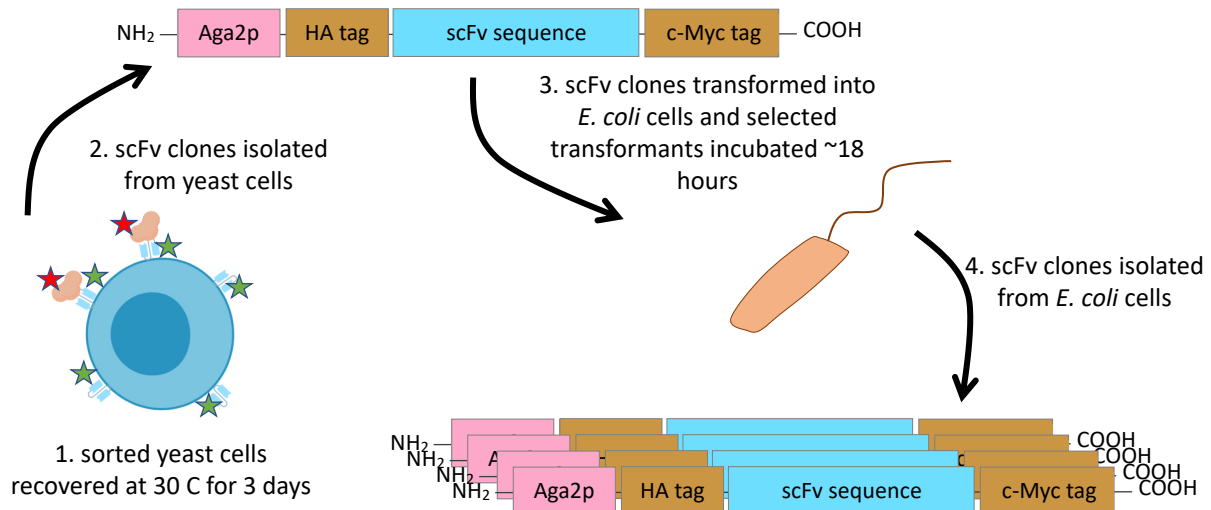 NH₂ Aga2p HA tag scFv sequence c-Myc tag COOH
2. scFv clones isolated
from yeast cells
3. scFv clones transformed into
E. coli cells and selected
transformants incubated ~18
hours
4. scFv clones isolated
from E. coli cells
1. sorted yeast cells
recovered at 30 C for 3 days
NH₂ COOH
NH₂ COOH
NH₂ COOH
NH₂ Aga2p HA tag scFv sequence c-Myc tag COOH